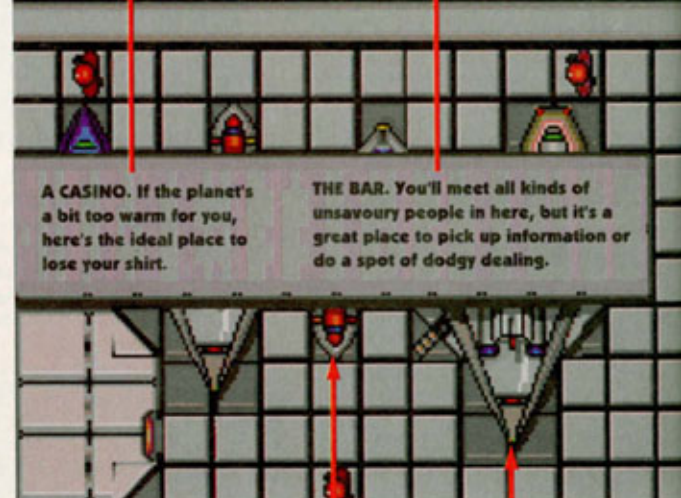 A CASINO. If the planet's
a bit too warm for you,
here's the ideal place to
lose your shirt.
THE BAR. You'll meet all kinds of
unsavoury people in here, but it's a
great place to pick up information or
do a spot of dodgy dealing.